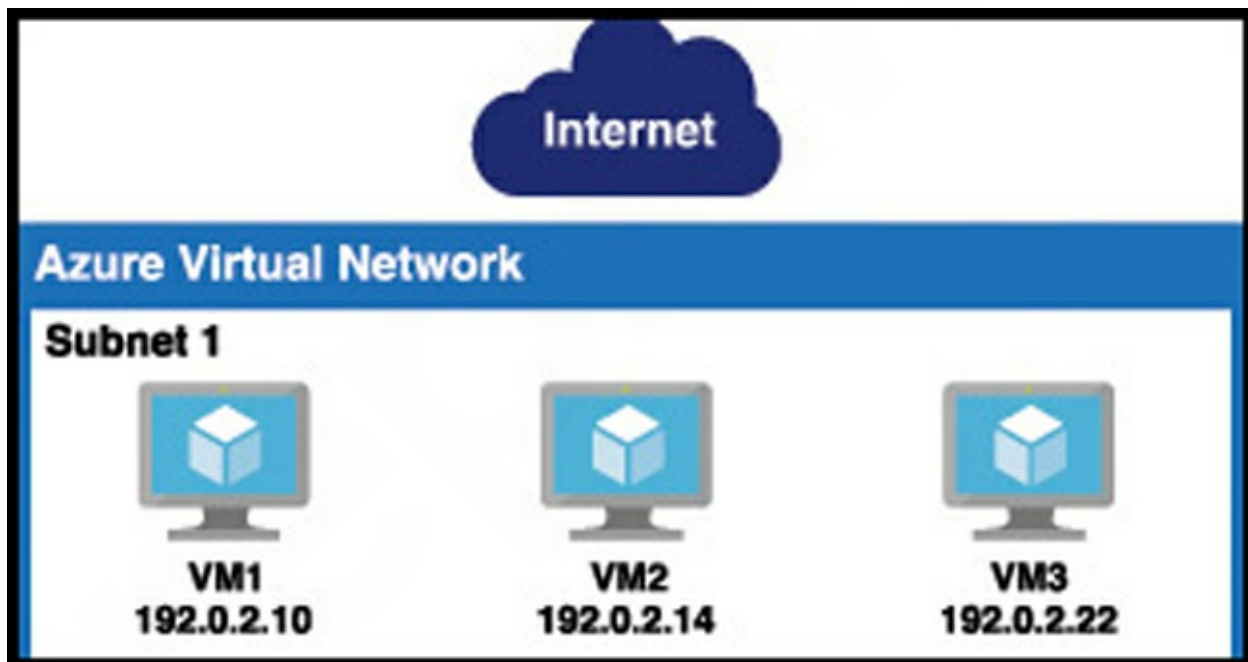 Internet
Azure Virtual Network
Subnet 1
VM1 VM2 VM3
192.0.2.10 192.0.2.14 192.0.2.22